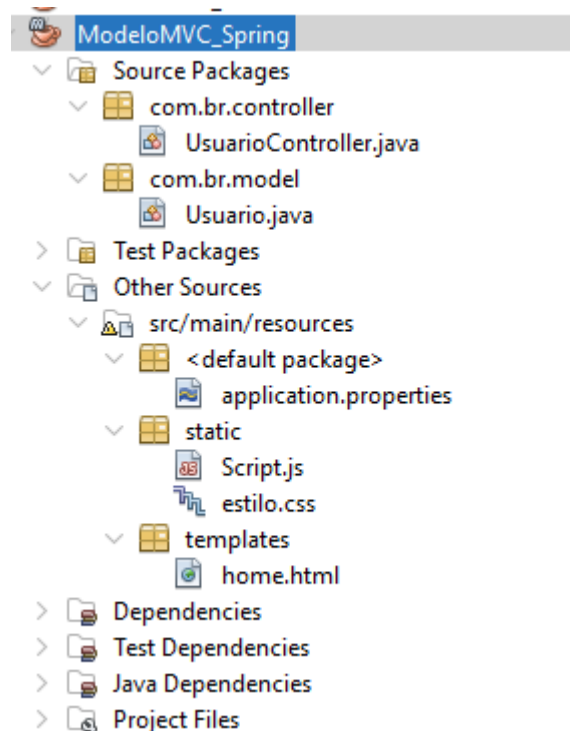 ModeloMVC_Spring
Source Packages
com.br.controller
UsuarioController.java
com.br.model
Usuario.java
Test Packages
Other Sources
src/main/resources
<default package>
application.properties
static
Script.js
estilo.css
templates
home.html
Dependencies
Test Dependencies
Java Dependencies
Project Files